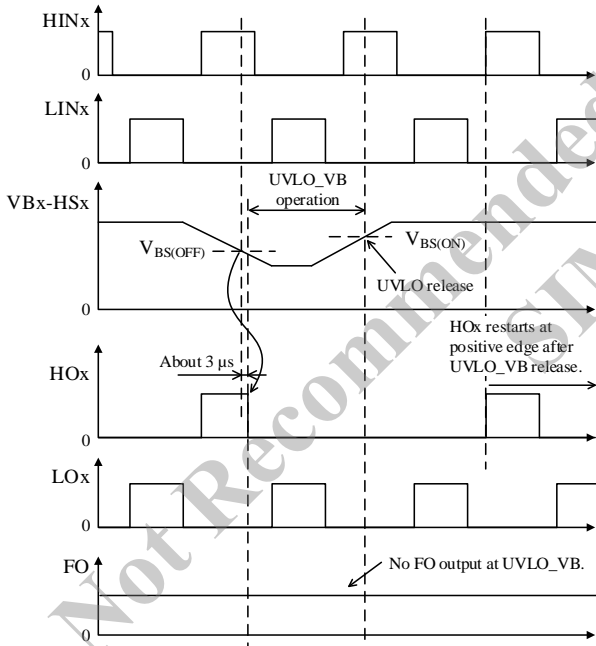 HINx
0
LINx
0
UVLO_VB
operation
VBx-HSx
VBS(OFF)
VBS(ON)
UVLO release
0
HOx restarts at
positive edge after
UVLO_VB release.
About 3 µs
HOx
0
LOx
0
FO
No FO output at UVLO_VB.
0
Not Recommended